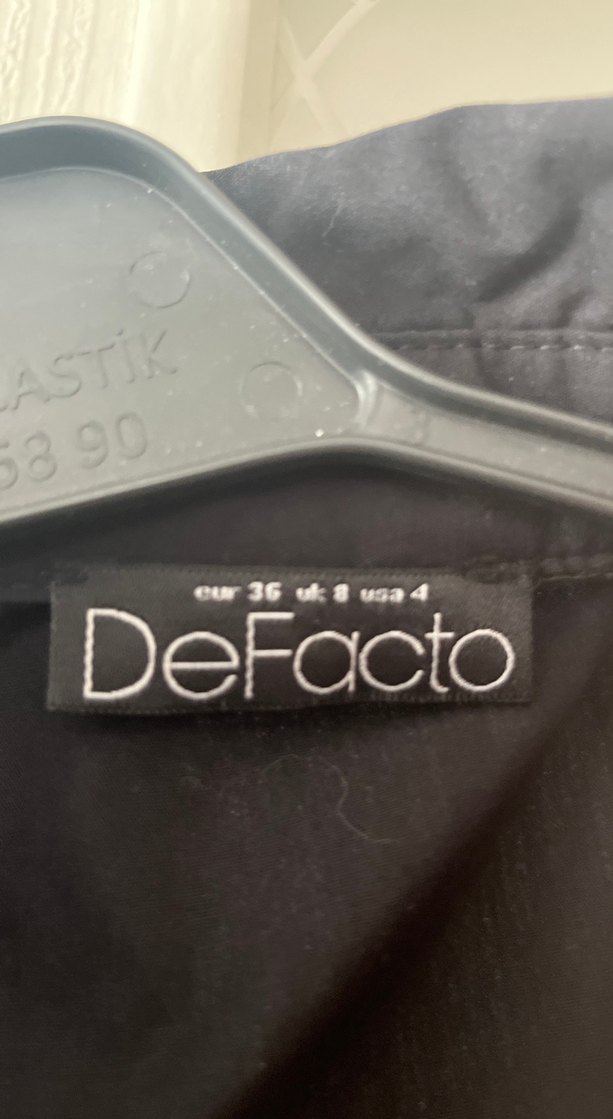 LASTİK
58 90
eur 36 uk 8 usa 4
DeFacto